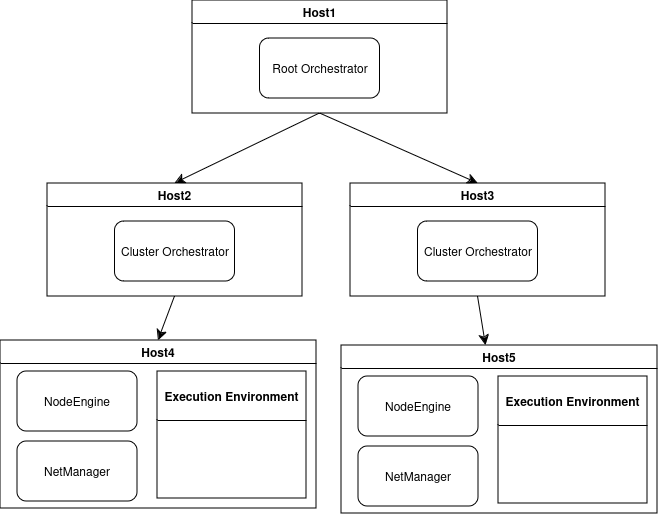 Host1
Root Orchestrator
Host2
Host3
Cluster Orchestrator
Cluster Orchestrator
Host4
NodeEngine
Execution Environment
NetManager
Host5
NodeEngine
Execution Environment
NetManager